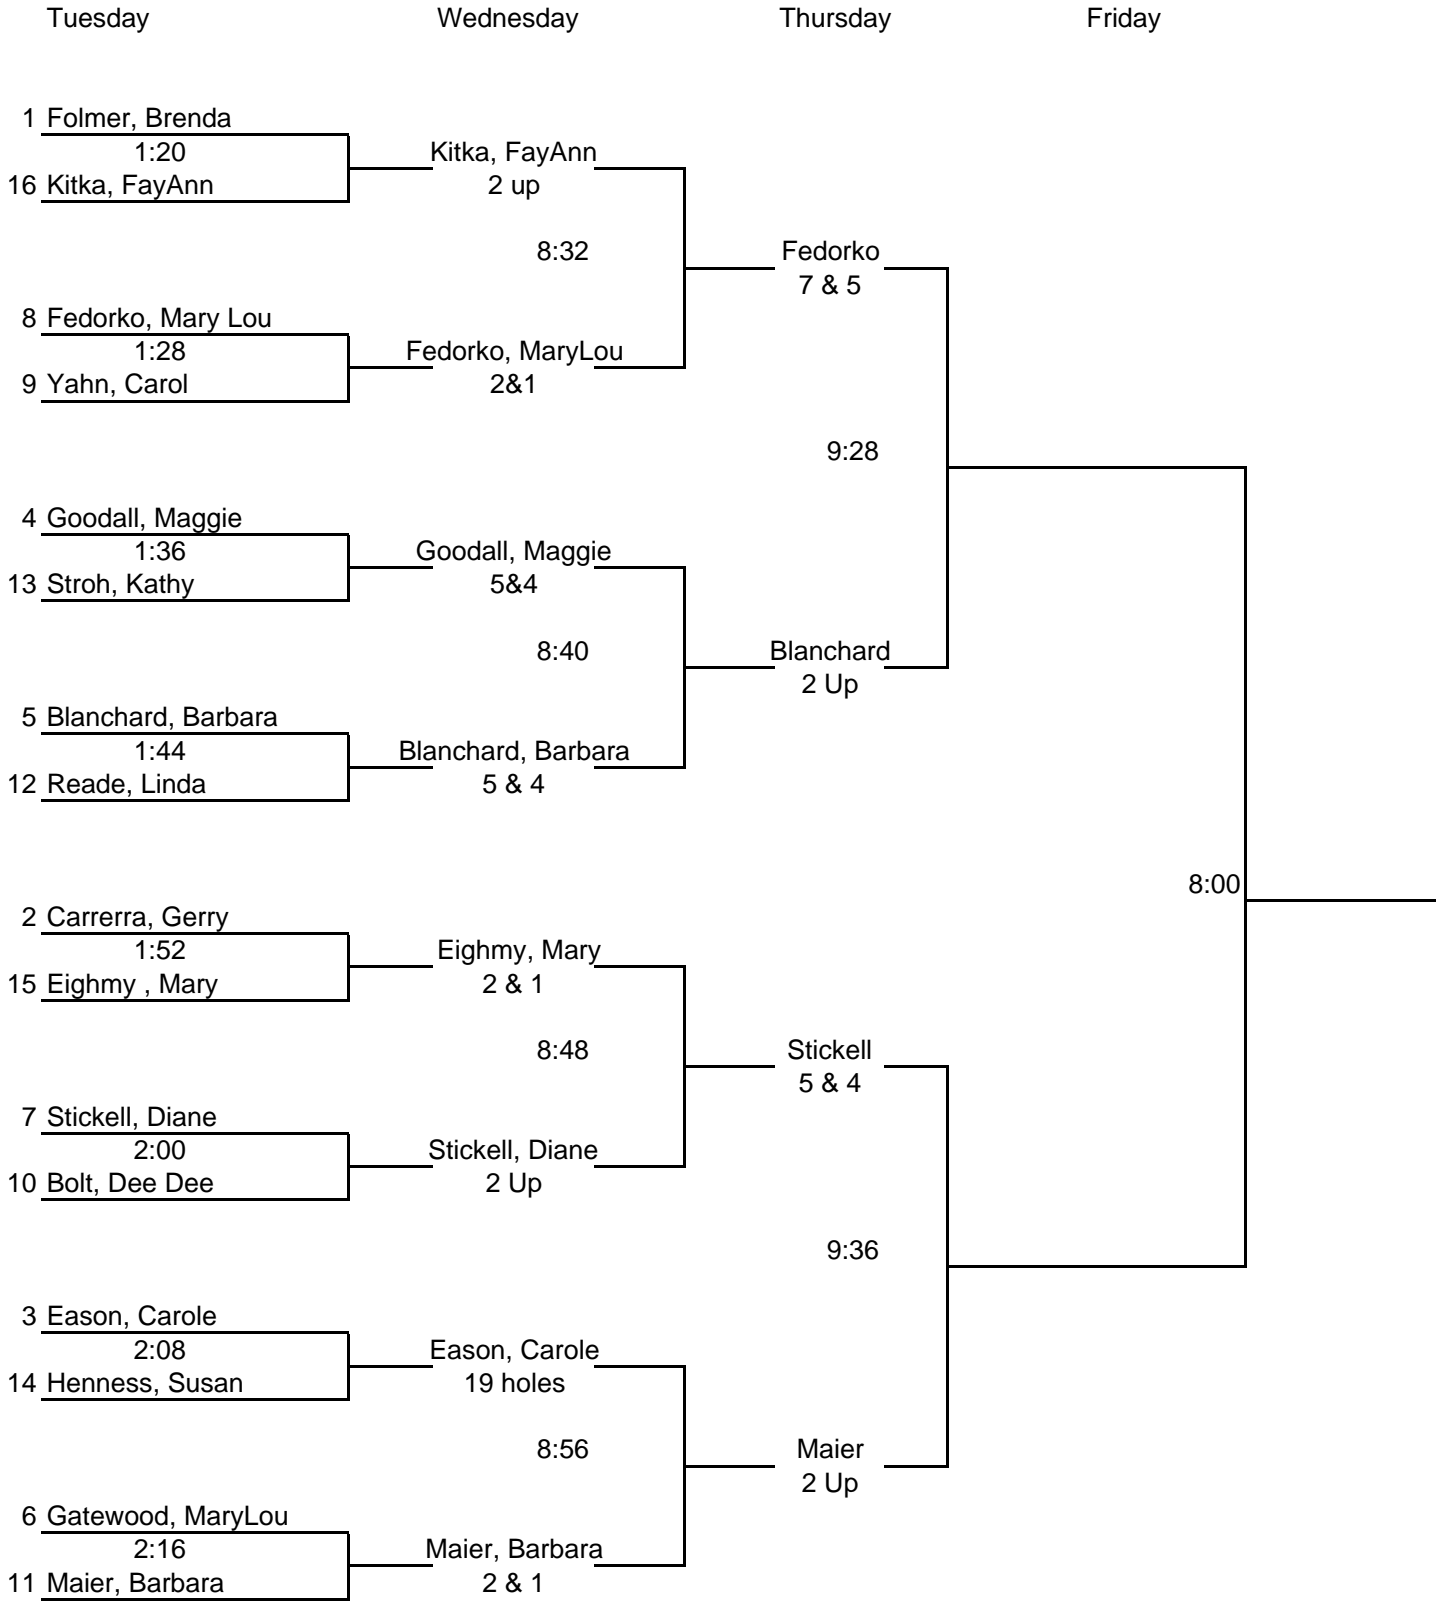 Tuesday Wednesday Thursday Friday
1 Folmer, Brenda
1:20 Kitka, FayAnn
16 Kitka, FayAnn 2 up
8:32 Fedorko
7 & 5
8 Fedorko, Mary Lou
1:28 Fedorko, MaryLou
9 Yahn, Carol 2&1
9:28
4 Goodall, Maggie
1:36 Goodall, Maggie
13 Stroh, Kathy 5&4
8:40 Blanchard
2 Up
5 Blanchard, Barbara
1:44 Blanchard, Barbara
12 Reade, Linda 5 & 4
8:00
2 Carrerra, Gerry
1:52 Eighmy, Mary
15 Eighmy , Mary 2 & 1
8:48 Stickell
5 & 4
7 Stickell, Diane
2:00 Stickell, Diane
10 Bolt, Dee Dee 2 Up
9:36
3 Eason, Carole
2:08 Eason, Carole
14 Henness, Susan 19 holes
8:56 Maier
2 Up
6 Gatewood, MaryLou
2:16 Maier, Barbara
11 Maier, Barbara 2 & 1